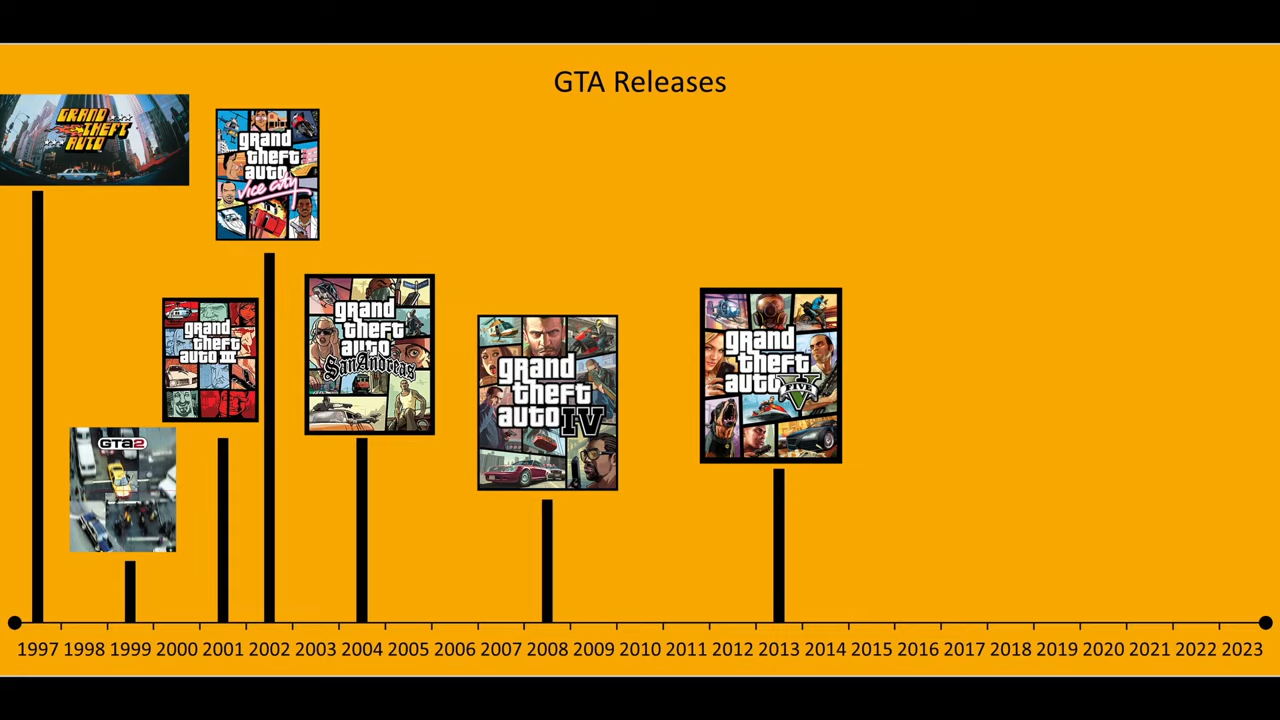 GTA Releases
GRAND
THEFT
AUTO
grand
theft
auto
vice city
grand
theft
auto III
grand
theft
auto
San Andreas
GTA2
grand
theft
auto IV
grand
theft
auto V
FIVE
1997 1998 1999 2000 2001 2002 2003 2004 2005 2006 2007 2008 2009 2010 2011 2012 2013 2014 2015 2016 2017 2018 2019 2020 2021 2022 2023